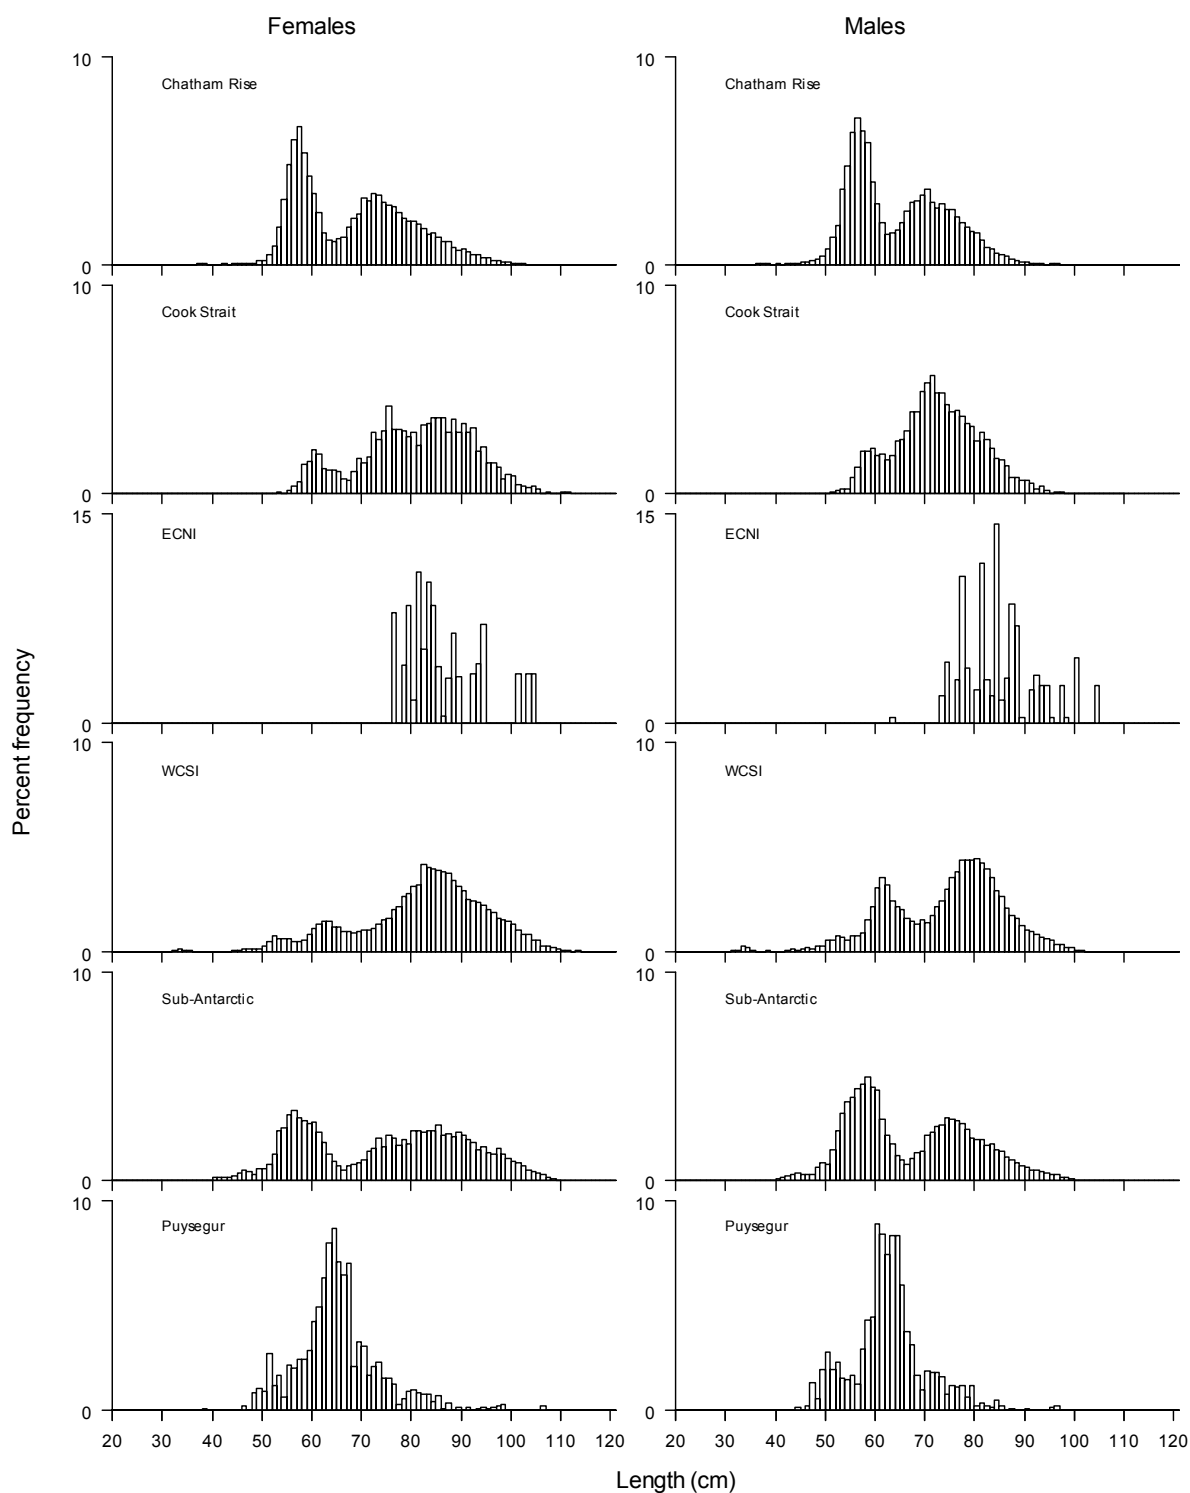 Females Males
10 10
Chatham Rise Chatham Rise
0 0
10 10
Cook Strait Cook Strait
0 0
15 15
ECNI ECNI
0 0
Percent frequency
10 10
WCSI WCSI
0 0
10 10
Sub-Antarctic Sub-Antarctic
0 0
10 10
Puysegur Puysegur
0 0
20 30 40 50 60 70 80 90 100 110 120 20 30 40 50 60 70 80 90 100 110 120
Length (cm)